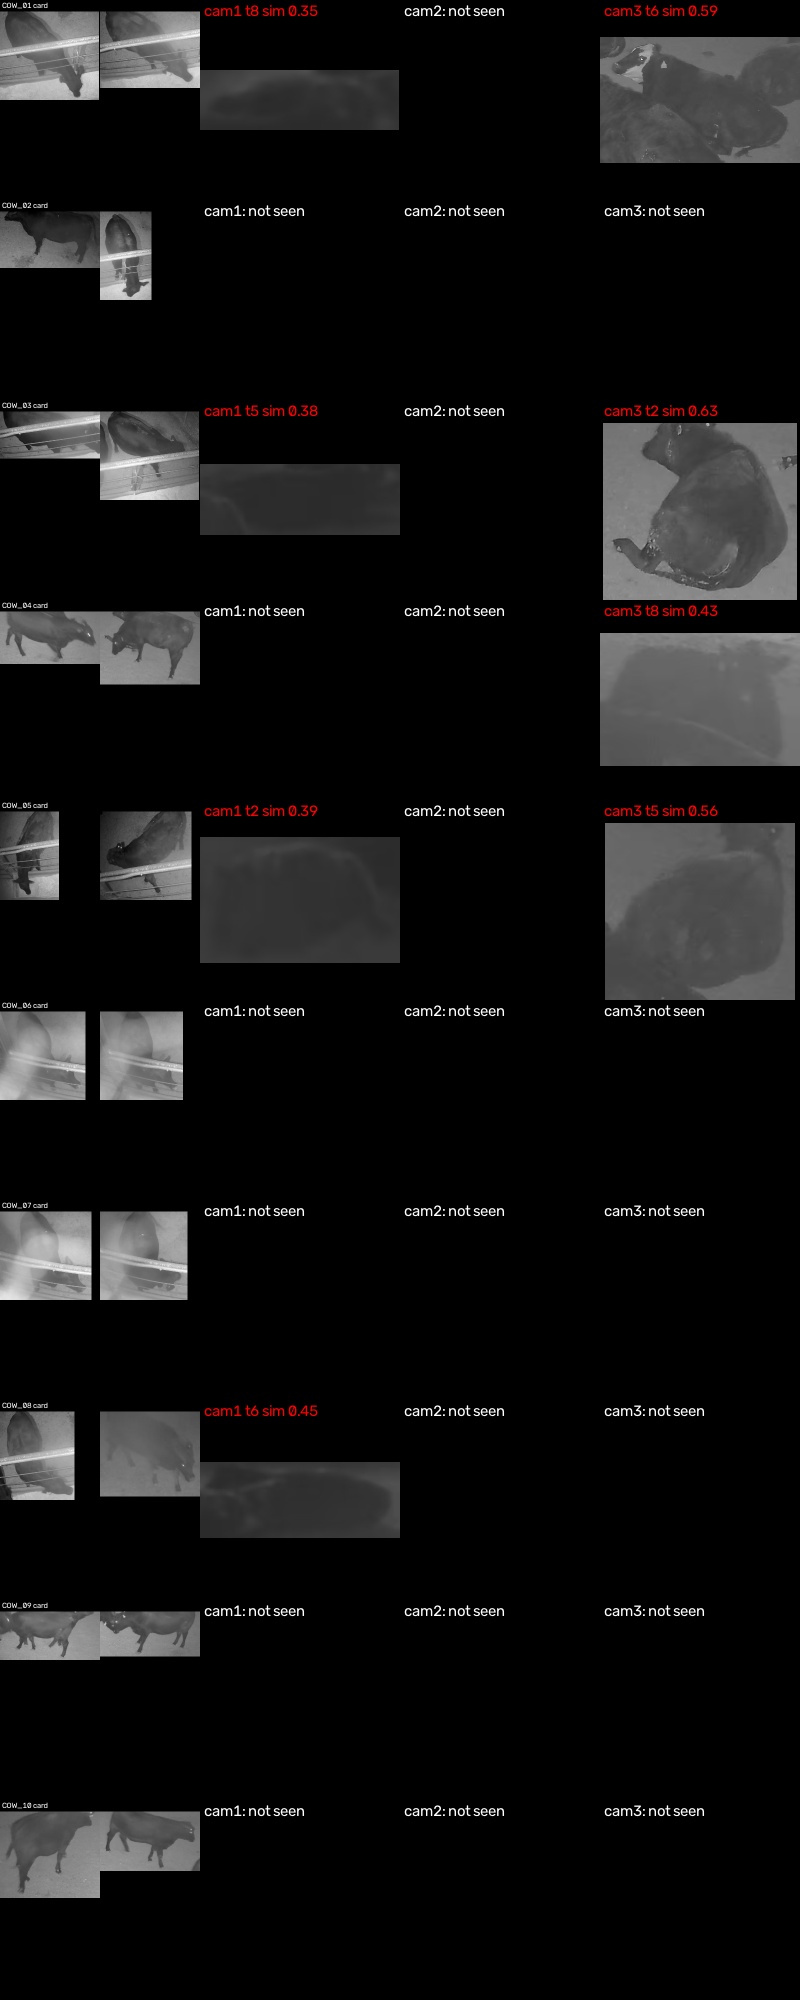 COW_01 card
cam1 t8 sim 0.35
cam2: not seen
cam3 t6 sim 0.59
COW_02 card
cam1: not seen
cam2: not seen
cam3: not seen
COW_03 card
cam1 t5 sim 0.38
cam2: not seen
cam3 t2 sim 0.63
COW_04 card
cam1: not seen
cam2: not seen
cam3 t8 sim 0.43
COW_05 card
cam1 t2 sim 0.39
cam2: not seen
cam3 t5 sim 0.56
COW_06 card
cam1: not seen
cam2: not seen
cam3: not seen
COW_07 card
cam1: not seen
cam2: not seen
cam3: not seen
COW_08 card
cam1 t6 sim 0.45
cam2: not seen
cam3: not seen
COW_09 card
cam1: not seen
cam2: not seen
cam3: not seen
COW_10 card
cam1: not seen
cam2: not seen
cam3: not seen